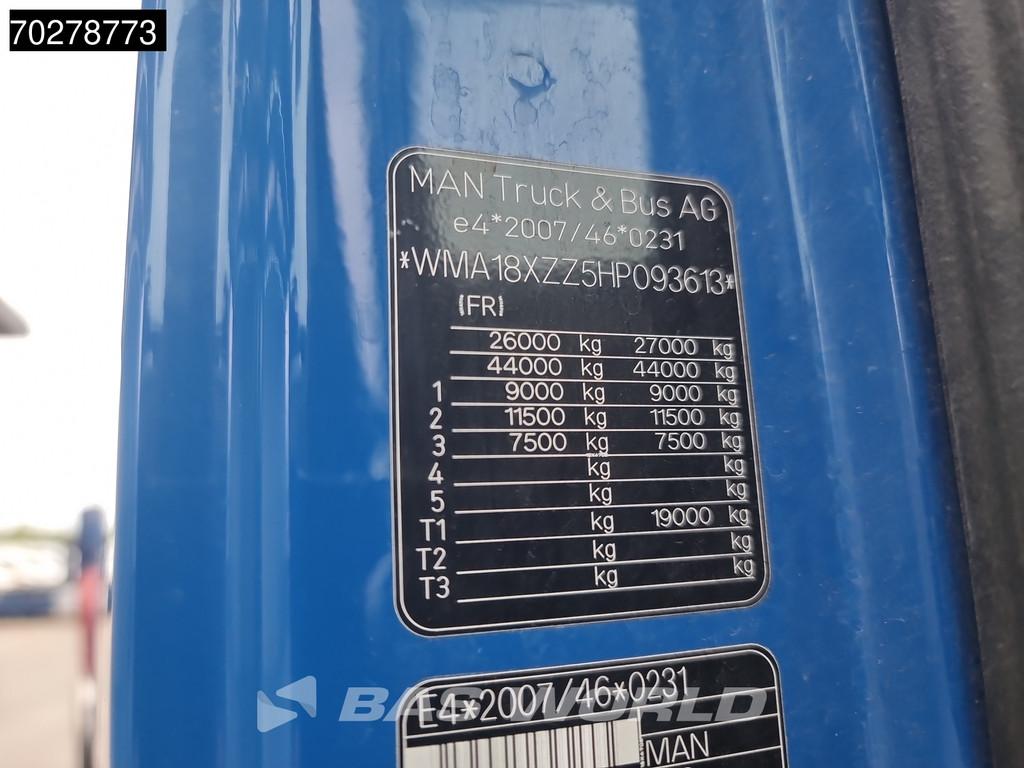 70278773
MAN Truck & Bus AG
e4*2007/46*0231
*WMA18XZZ5HP093613*
(FR)
26000 kg 27000 kg
44000 kg 44000 kg
1 9000 kg 9000 kg
2 11500 kg 11500 kg
3 7500 kg 7500 kg
4 kg kg
5 kg kg
T1 kg 19000 kg
T2 kg kg
T3 kg kg
E4*2007/46*0231
BAS WORLD
MAN